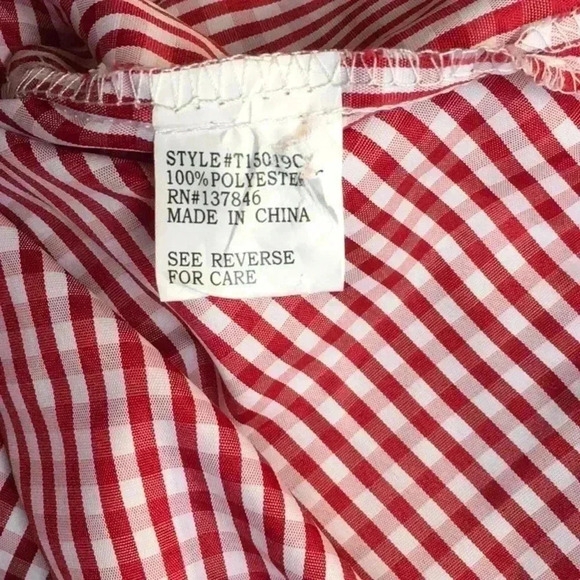 STYLE#T15019C
100%POLYESTER
RN#137846
MADE IN CHINA
SEE REVERSE
FOR CARE